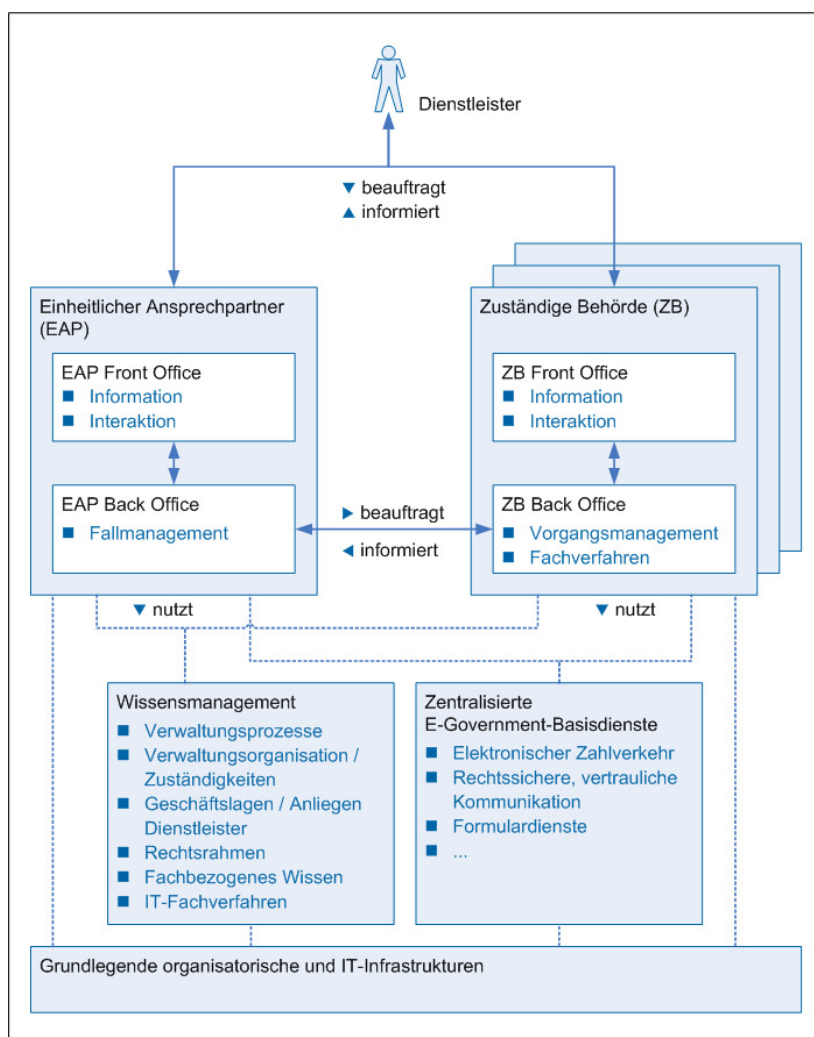 Dienstleister
▼ beauftragt
▲ informiert
Einheitlicher Ansprechpartner
(EAP)
EAP Front Office
■ Information
■ Interaktion
EAP Back Office
■ Fallmanagement
► beauftragt
◄ informiert
Zuständige Behörde (ZB)
ZB Front Office
■ Information
■ Interaktion
ZB Back Office
■ Vorgangsmanagement
■ Fachverfahren
▼ nutzt
▼ nutzt
Wissensmanagement
■ Verwaltungsprozesse
■ Verwaltungsorganisation /
Zuständigkeiten
■ Geschäftslagen / Anliegen
Dienstleister
■ Rechtsrahmen
■ Fachbezogenes Wissen
■ IT-Fachverfahren
Zentralisierte
E-Government-Basisdienste
■ Elektronischer Zahlverkehr
■ Rechtssichere, vertrauliche
Kommunikation
■ Formulardienste
■ ...
Grundlegende organisatorische und IT-Infrastrukturen